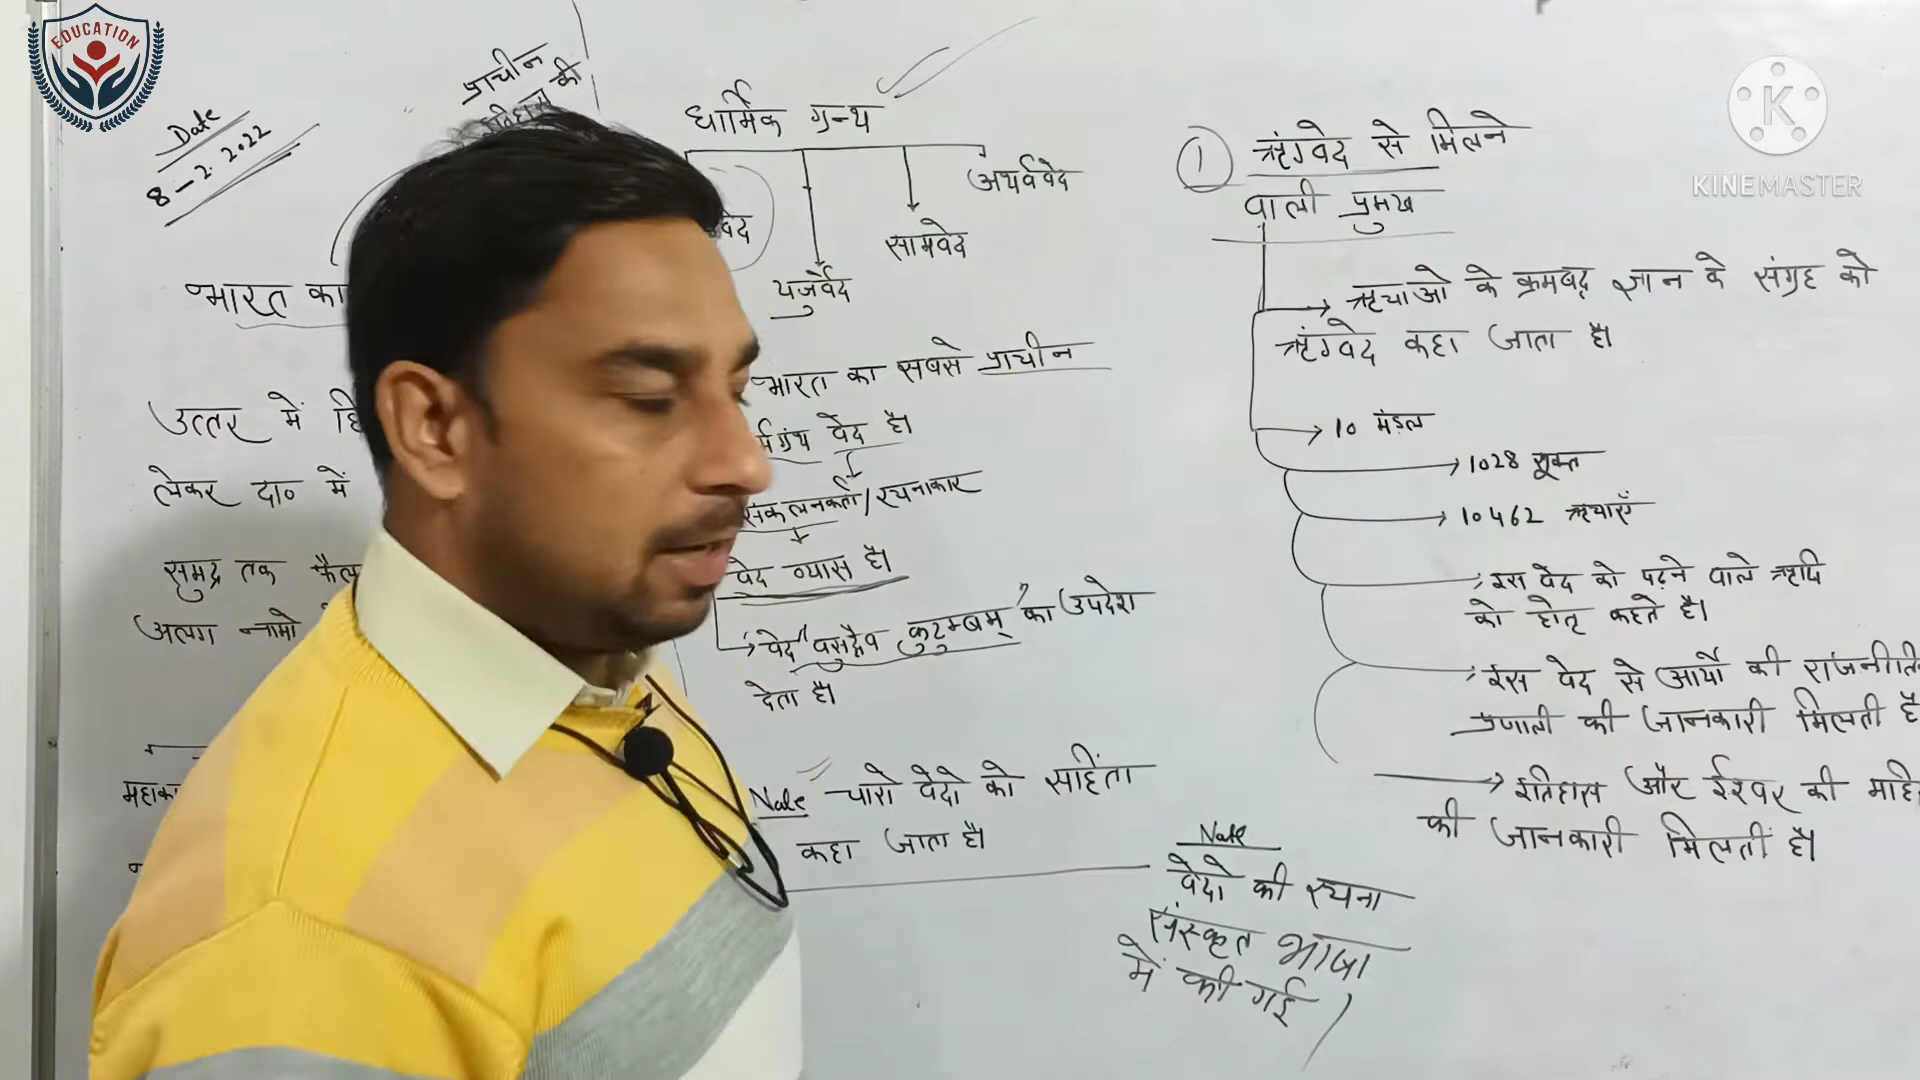 EDUCATION
Date
8-2-2022
प्राचीन
की
भारत का
उत्तर में
लेकर द०  में
समुद्र तक
अलग नामो
धार्मिक ग्रन्थ
यजुर्वेद
सामवेद
अथर्ववेद
भारत का सबसे प्राचीन
वेद है।
संकलनकर्ता/रचनाकार
वेद व्यास है।
वेद "वसुद्वैव कुटुम्बम्" का उपदेश
देता है।
Note चारो वेदो को संहिता
कहा जाता है।
1 ऋग्वेद से मिलने
वाली प्रमुख
ऋचाओ के क्रमबद्द ज्ञान के संग्रह को
ऋग्वेद कहा जाता है।
10 मंडल
1028 सूक्त
10462 ऋचाएँ
इस वेद को पढ़ने वाले ऋषि
को होतृ कहते है।
इस वेद से आर्यो की
प्रणाली की जानकारी मिलती है
इतिहास और ईश्वर की
की जानकारी मिलती है।
Note
वेदो की रचना
संस्कृत भाषा
में की गई।
KINEMASTER